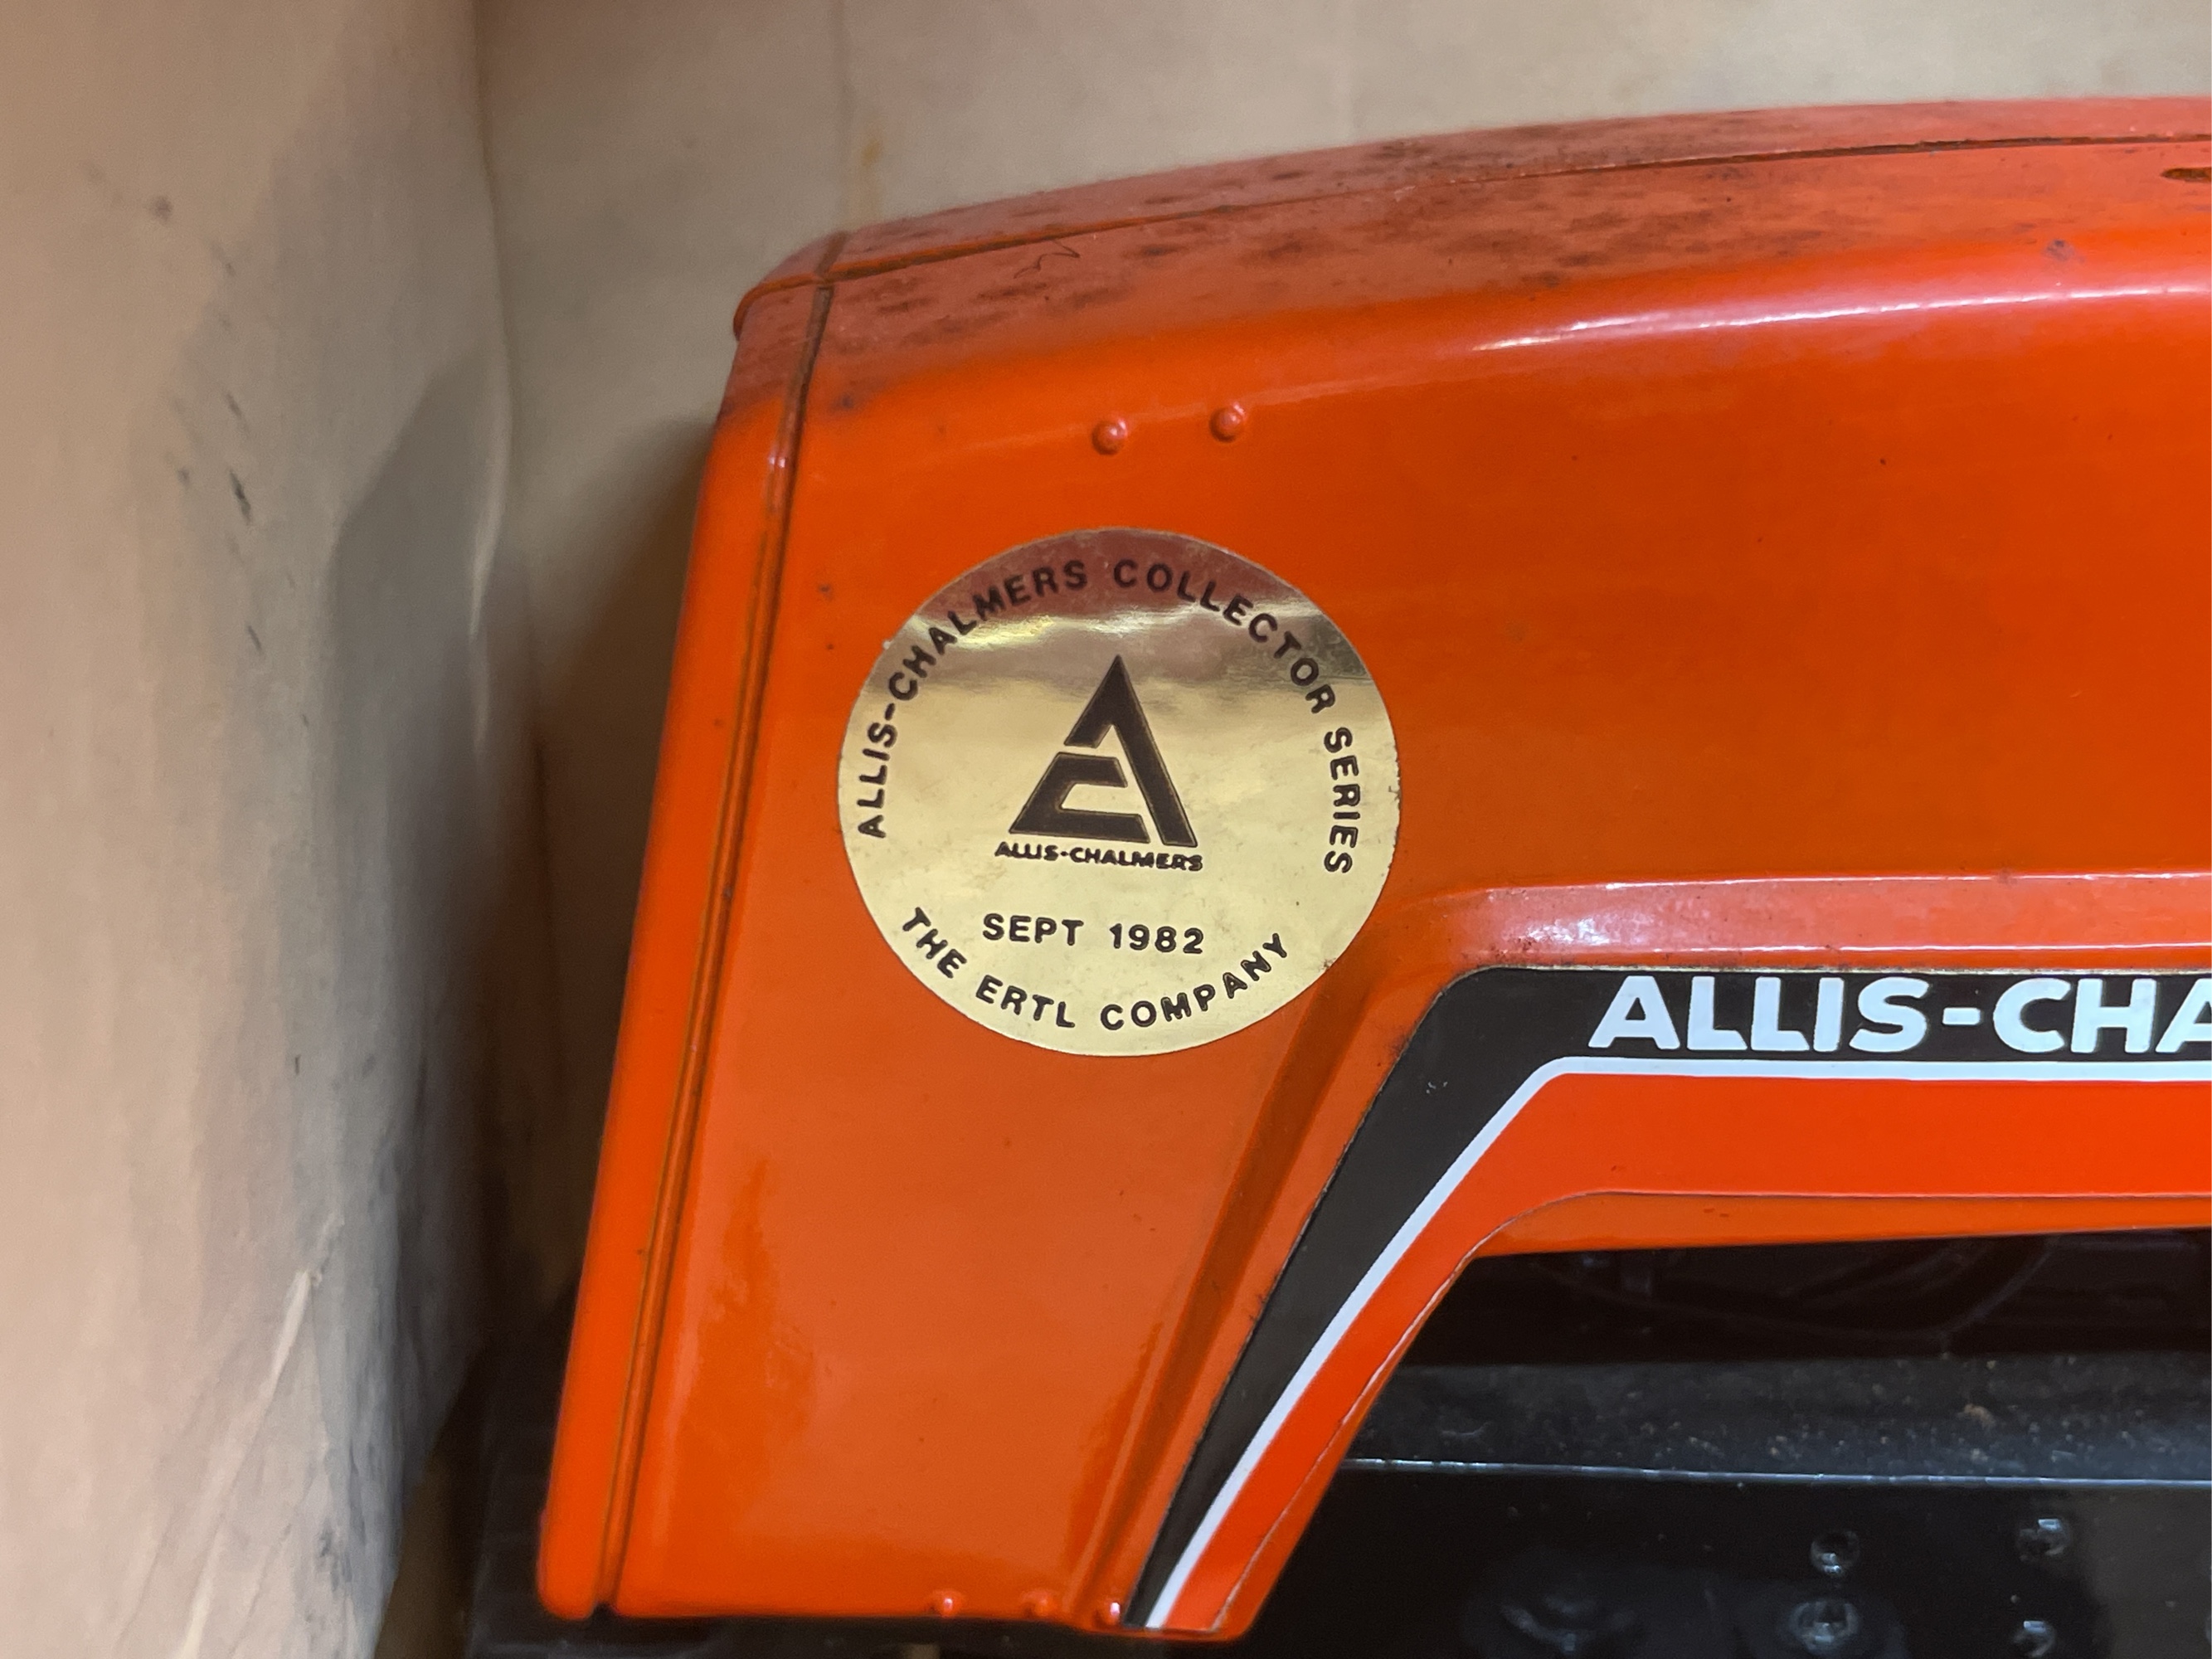 ALLIS-CHALMERS COLLECTOR SERIES
ALLIS-CHALMERS
SEPT 1982
THE ERTL COMPANY
ALLIS-CHA